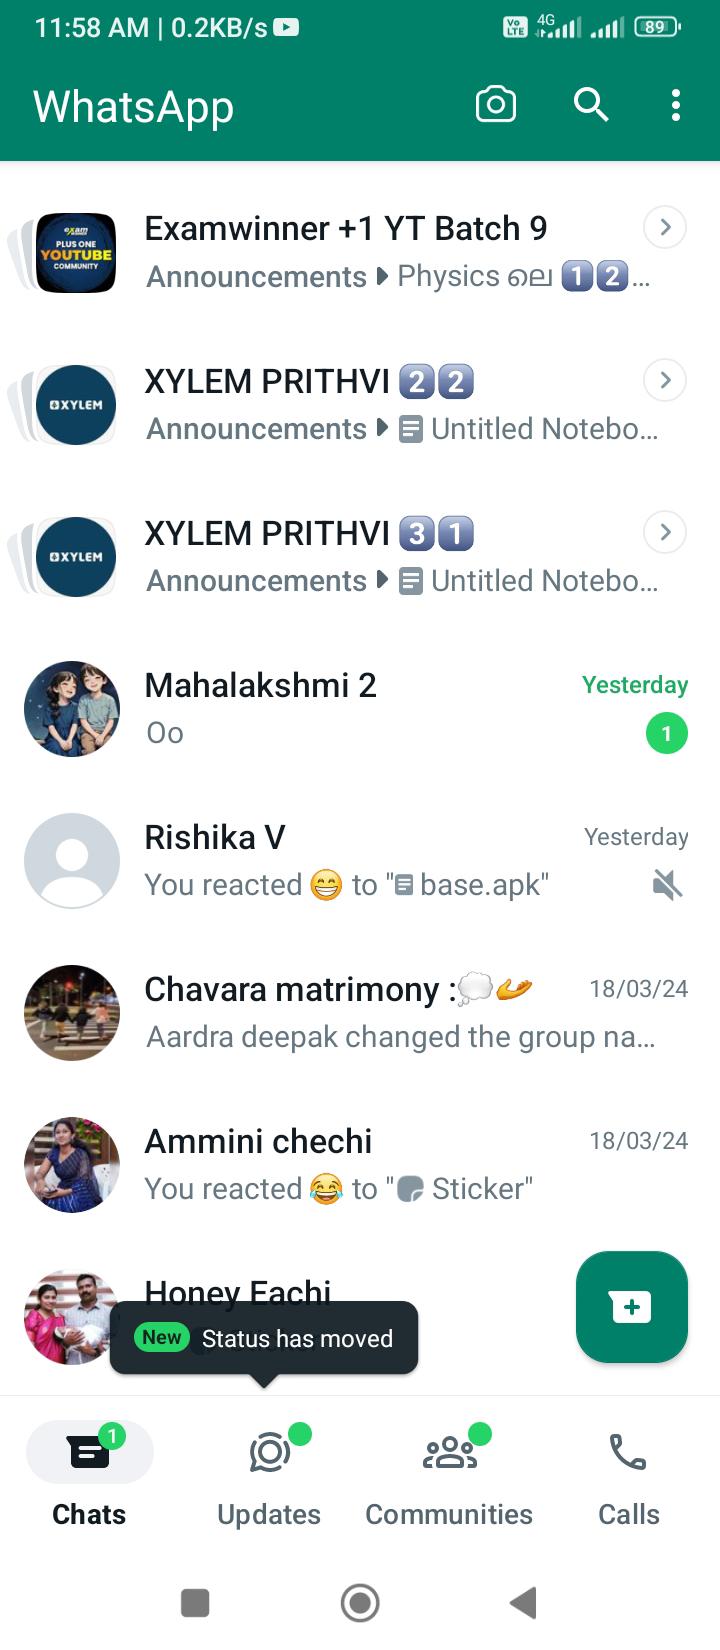 11:58 AM | 0.2KB/s
Vo LTE 4G 89
WhatsApp
exam winner PLUS ONE YOUTUBE COMMUNITY
Examwinner +1 YT Batch 9
Announcements Physics ലെ 1️⃣2️⃣...
XYLEM
XYLEM PRITHVI 2️⃣2️⃣
Announcements Untitled Notebo...
XYLEM
XYLEM PRITHVI 3️⃣1️⃣
Announcements Untitled Notebo...
Mahalakshmi 2 Yesterday
Oo 1
Rishika V Yesterday
You reacted 😁 to "base.apk"
Chavara matrimony :💭🫴 18/03/24
Aardra deepak changed the group na...
Ammini chechi 18/03/24
You reacted 😂 to "Sticker"
Honey Eachi
New Status has moved
1
Chats Updates Communities Calls